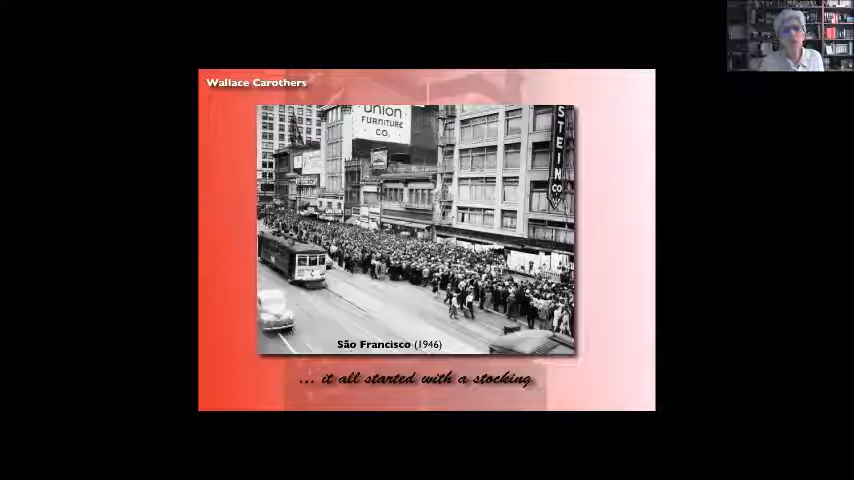 Wallace Carothers
UNION
FURNITURE
CO.
STEIN
CO
São Francisco (1946)
... it all started with a stocking